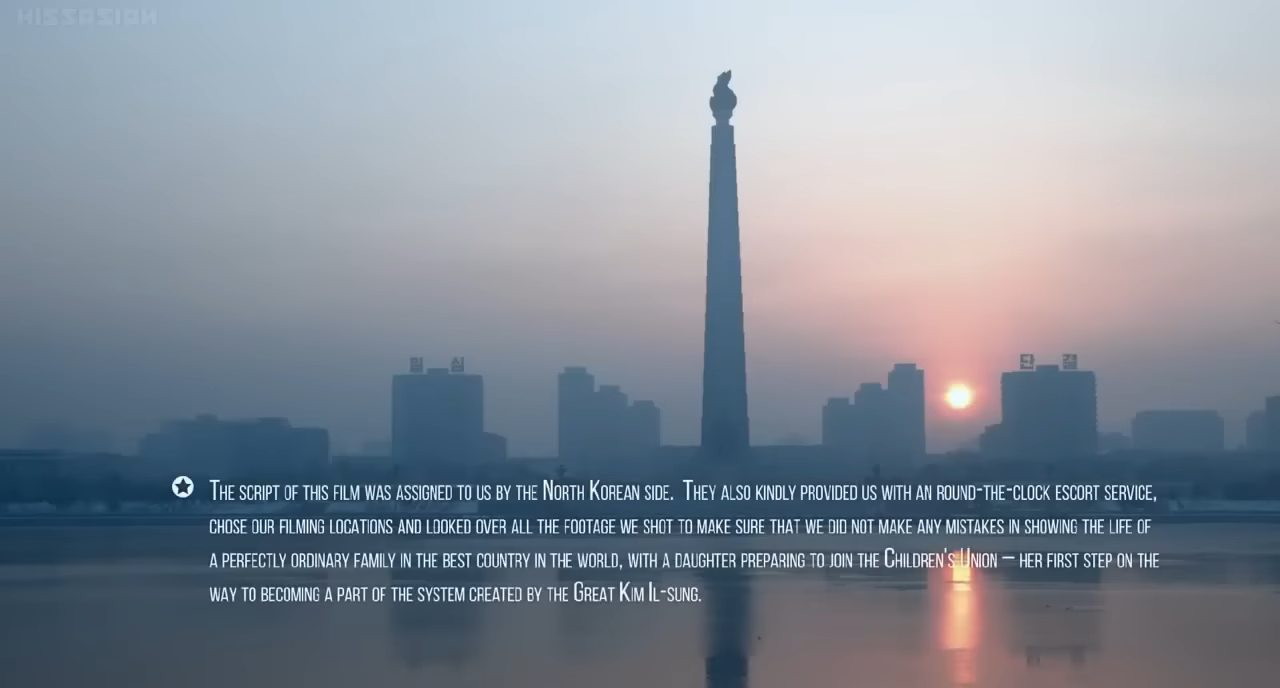 HISSASIAN
일심
단결
The script of this film was assigned to us by the North Korean side. They also kindly provided us with an round-the-clock escort service,
chose our filming locations and looked over all the footage we shot to make sure that we did not make any mistakes in showing the life of
a perfectly ordinary family in the best country in the world, with a daughter preparing to join the Children's Union – her first step on the
way to becoming a part of the system created by the Great Kim Il-sung.